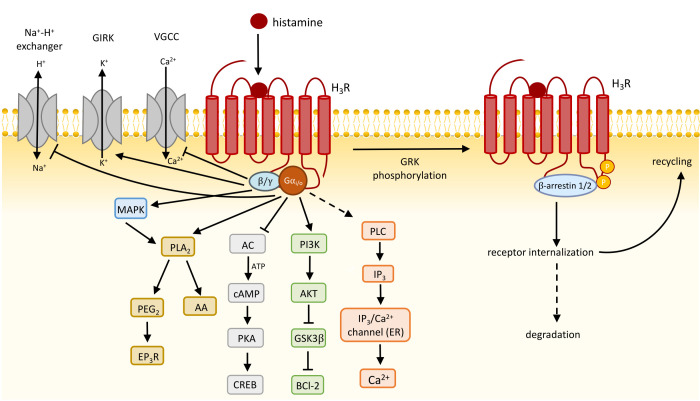 histamine
Na⁺-H⁺
exchanger
GIRK
VGCC
H⁺
K⁺
Ca²⁺
H₃R
H₃R
Na⁺
K⁺
Ca²⁺
β/γ
Gαi/o
GRK
phosphorylation
P
P
β-arrestin 1/2
recycling
MAPK
PLA₂
AC
PI3K
PLC
receptor internalization
ATP
IP₃
cAMP
AKT
PEG₂
AA
IP₃/Ca²⁺
channel (ER)
PKA
GSK3β
degradation
EP₃R
CREB
BCl-2
Ca²⁺